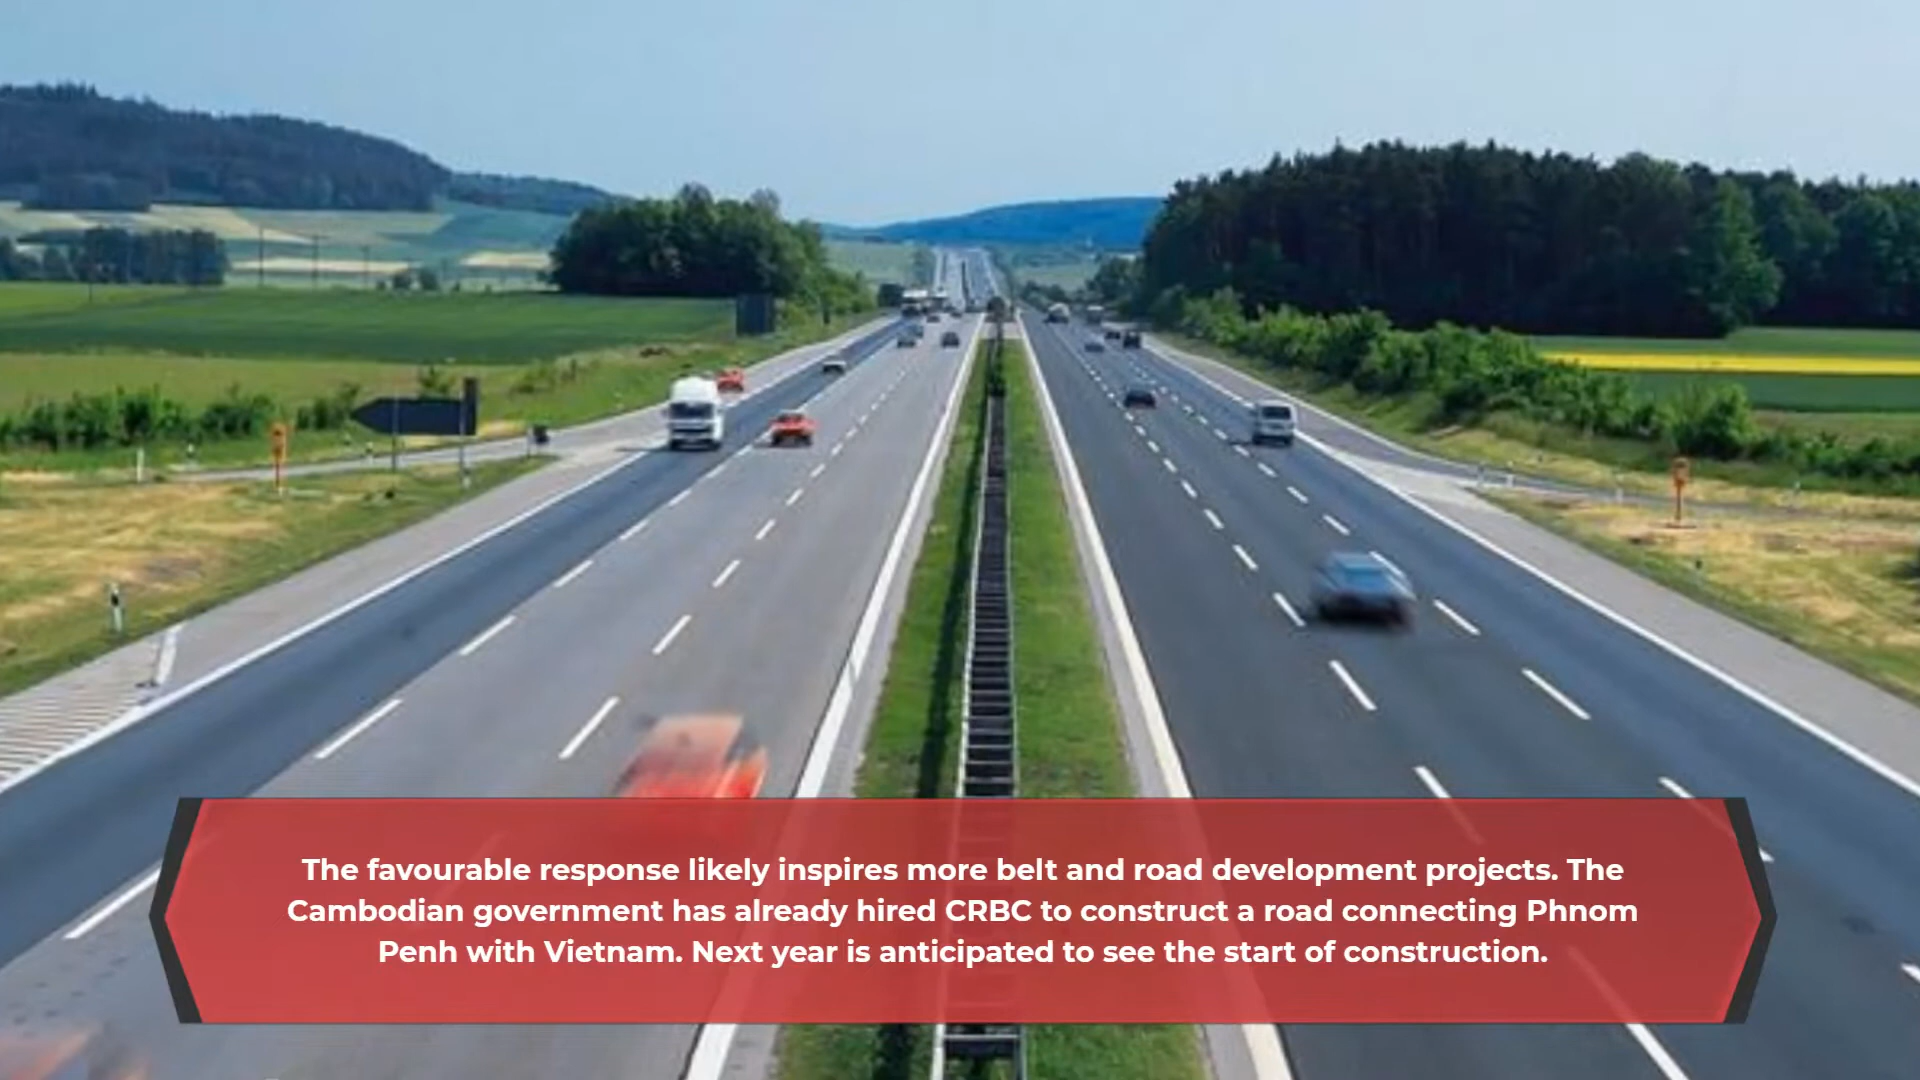 The favourable response likely inspires more belt and road development projects. The
Cambodian government has already hired CRBC to construct a road connecting Phnom
Penh with Vietnam. Next year is anticipated to see the start of construction.